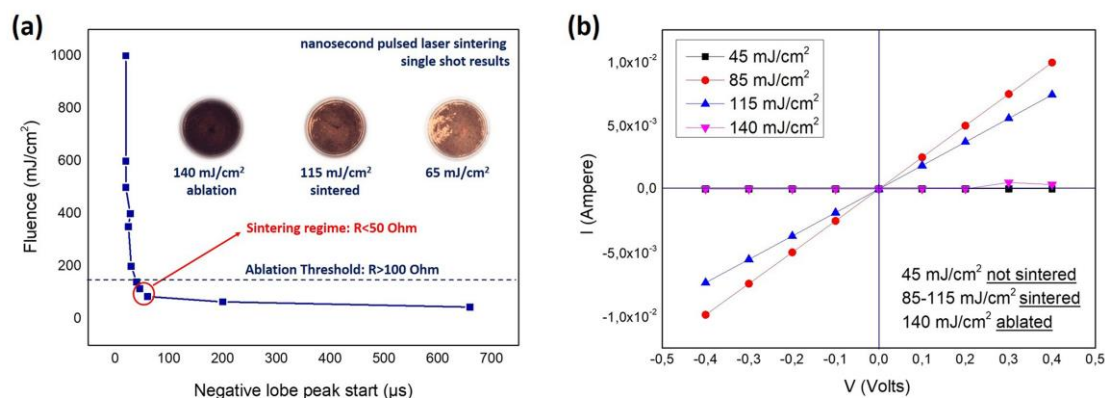 (a)
nanosecond pulsed laser sintering
single shot results
140 mJ/cm²
ablation
115 mJ/cm²
sintered
65 mJ/cm²
Sintering regime: R<50 Ohm
Ablation Threshold: R>100 Ohm
Fluence (mJ/cm²)
1000
800
600
400
200
0
0 100 200 300 400 500 600 700
Negative lobe peak start (μs)
(b)
45 mJ/cm²
85 mJ/cm²
115 mJ/cm²
140 mJ/cm²
I (Ampere)
1,0x10⁻²
5,0x10⁻³
0,0
-5,0x10⁻³
-1,0x10⁻²
45 mJ/cm² not sintered
85-115 mJ/cm² sintered
140 mJ/cm² ablated
-0,5 -0,4 -0,3 -0,2 -0,1 0,0 0,1 0,2 0,3 0,4 0,5
V (Volts)